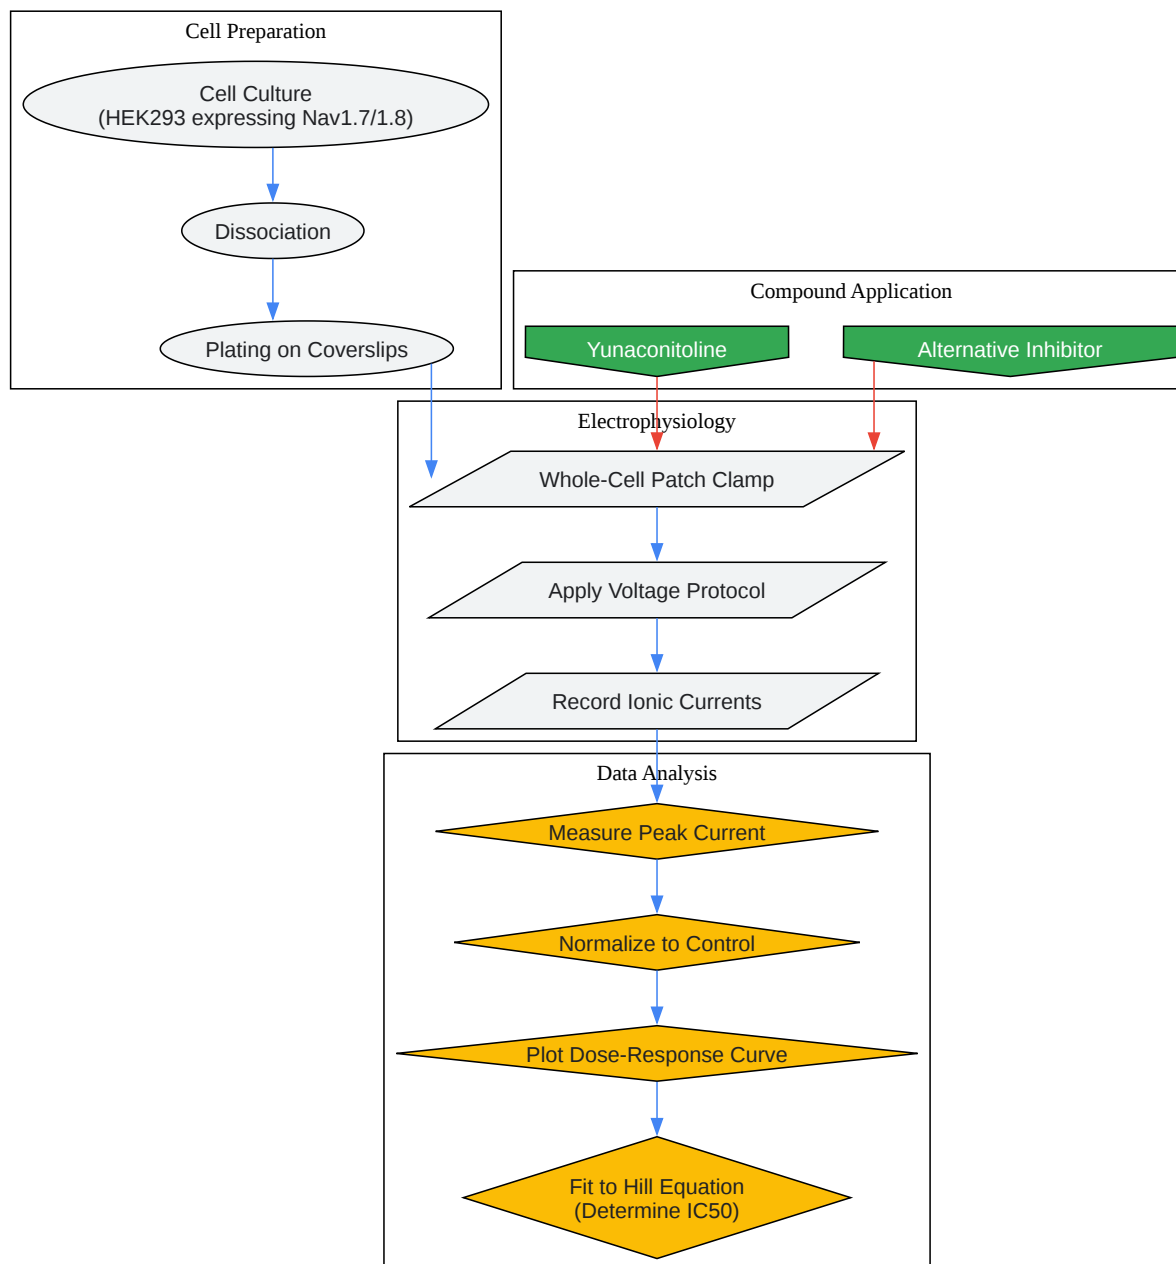 Cell Preparation
Cell Culture
(HEK293 expressing Nav1.7/1.8)
Dissociation
Plating on Coverslips
Compound Application
Yunaconitoline
Alternative Inhibitor
Electrophysiology
Whole-Cell Patch Clamp
Apply Voltage Protocol
Record Ionic Currents
Data Analysis
Measure Peak Current
Normalize to Control
Plot Dose-Response Curve
Fit to Hill Equation
(Determine IC50)